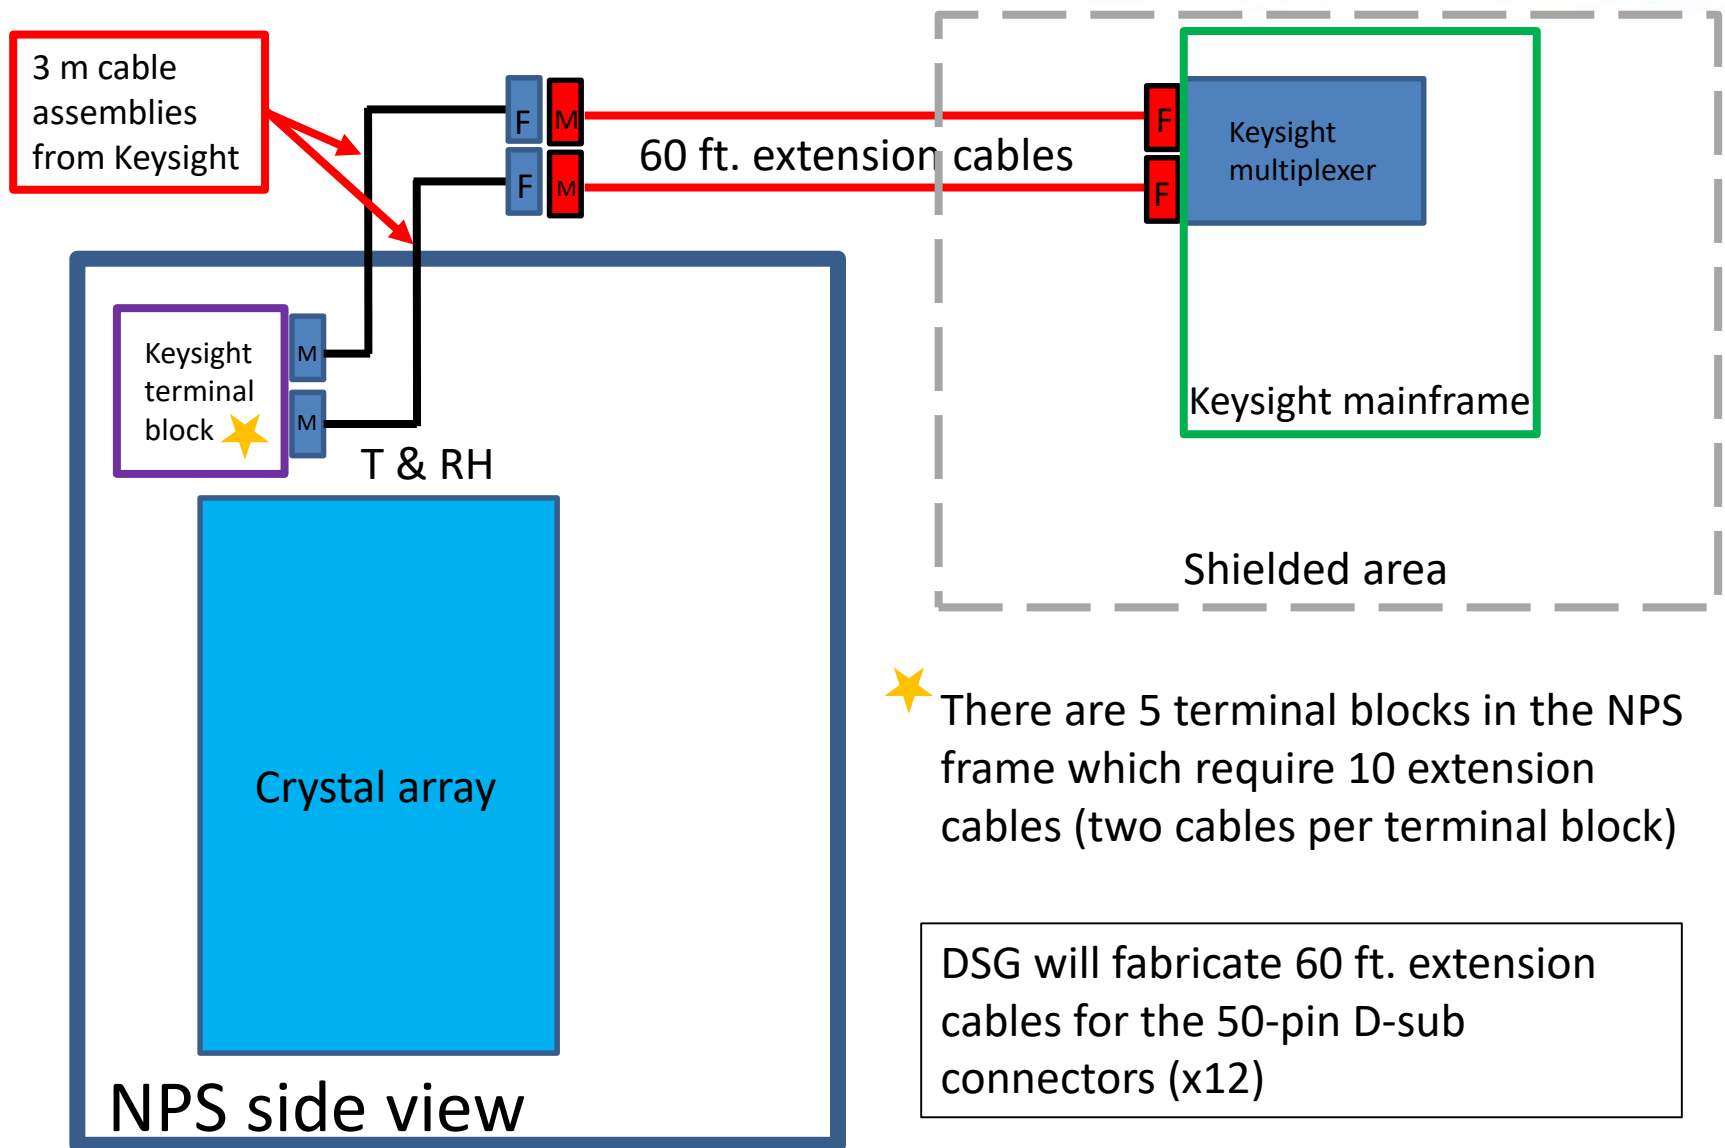 3 m cable
assemblies
from Keysight
F
M
F
M
60 ft. extension cables
F
F
Keysight
multiplexer
Keysight mainframe
Shielded area
Keysight
terminal
block
M
M
T & RH
Crystal array
NPS side view
There are 5 terminal blocks in the NPS
frame which require 10 extension
cables (two cables per terminal block)
DSG will fabricate 60 ft. extension
cables for the 50-pin D-sub
connectors (x12)